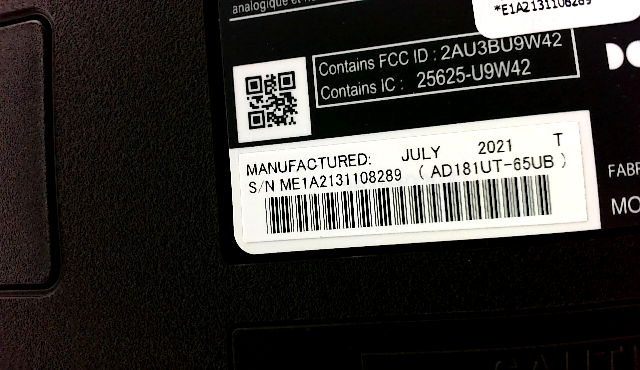 analogique et
*E1A2131108289
Contains FCC ID : 2AU3BU9W42
Contains IC : 25625-U9W42
MANUFACTURED: JULY 2021 T
S/N ME1A2131108289 ( AD181UT-65UB )
FABR
MO
CAUTI